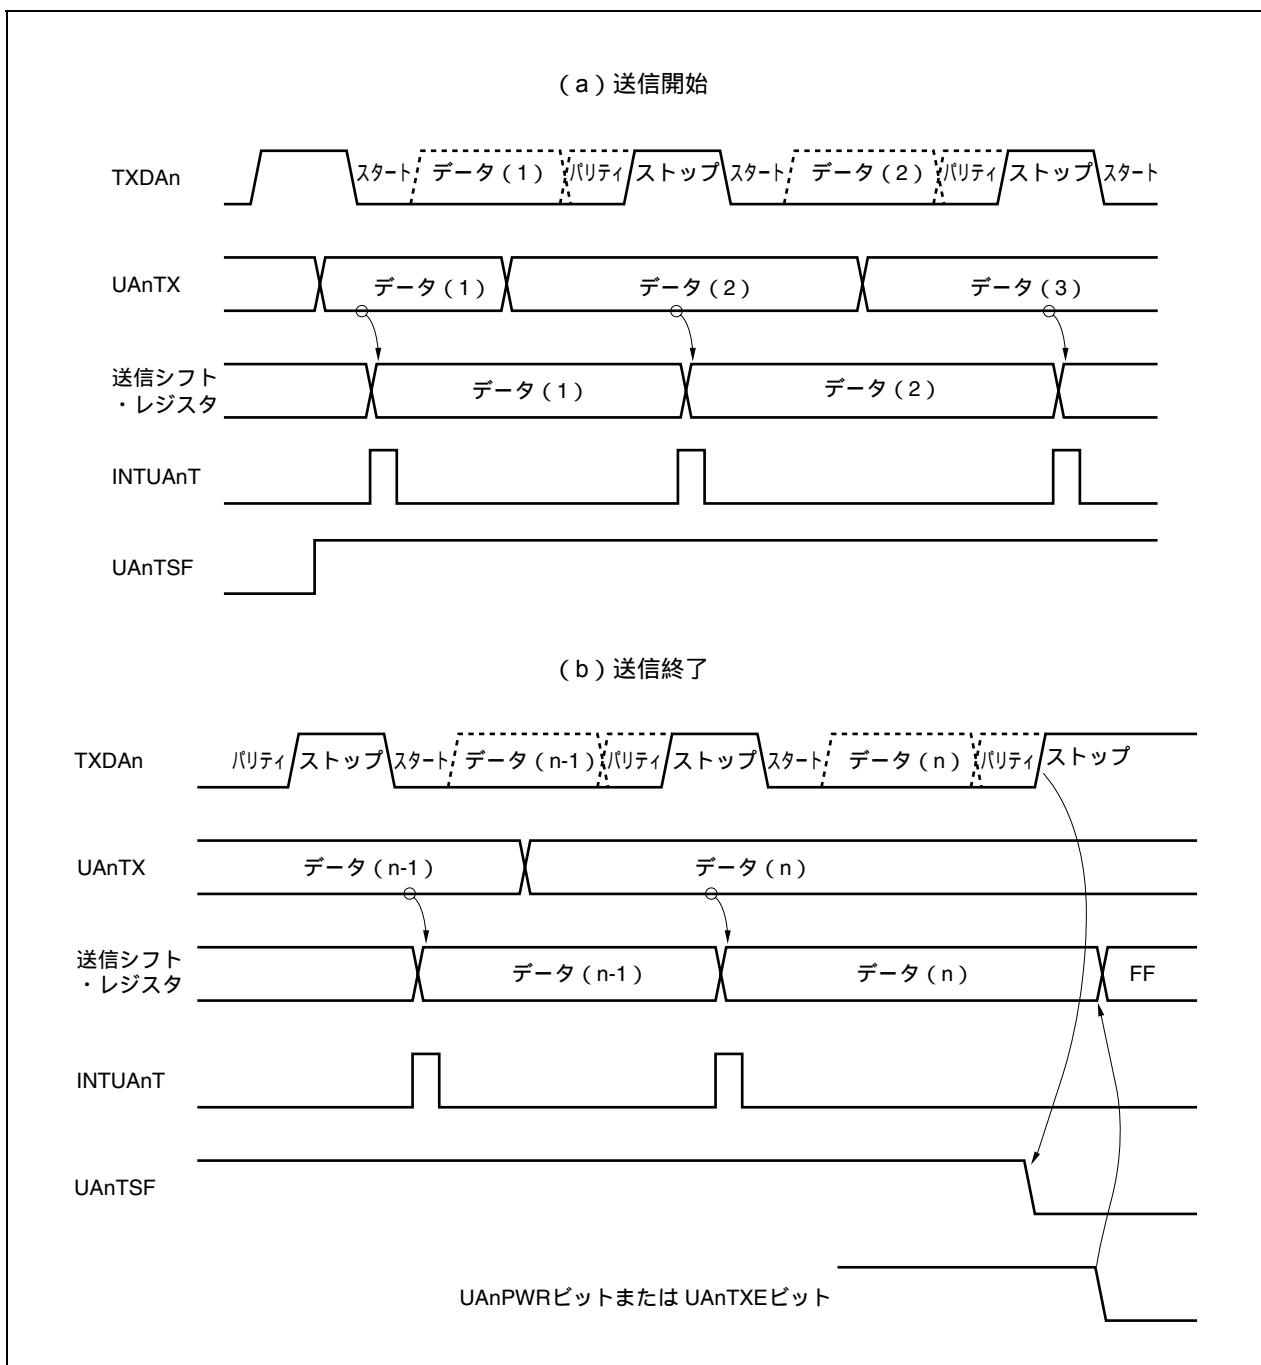 （a）送信開始
TXDAn
スタート データ（1） パリティ ストップ スタート データ（2） パリティ ストップ スタート
UAnTX
データ（1） データ（2） データ（3）
送信シフト
・レジスタ
データ（1） データ（2）
INTUAnT
UAnTSF
（b）送信終了
TXDAn
パリティ ストップ スタート データ（n-1） パリティ ストップ スタート データ（n） パリティ ストップ
UAnTX
データ（n-1） データ（n）
送信シフト
・レジスタ
データ（n-1） データ（n） FF
INTUAnT
UAnTSF
UAnPWRビットまたは UAnTXEビット